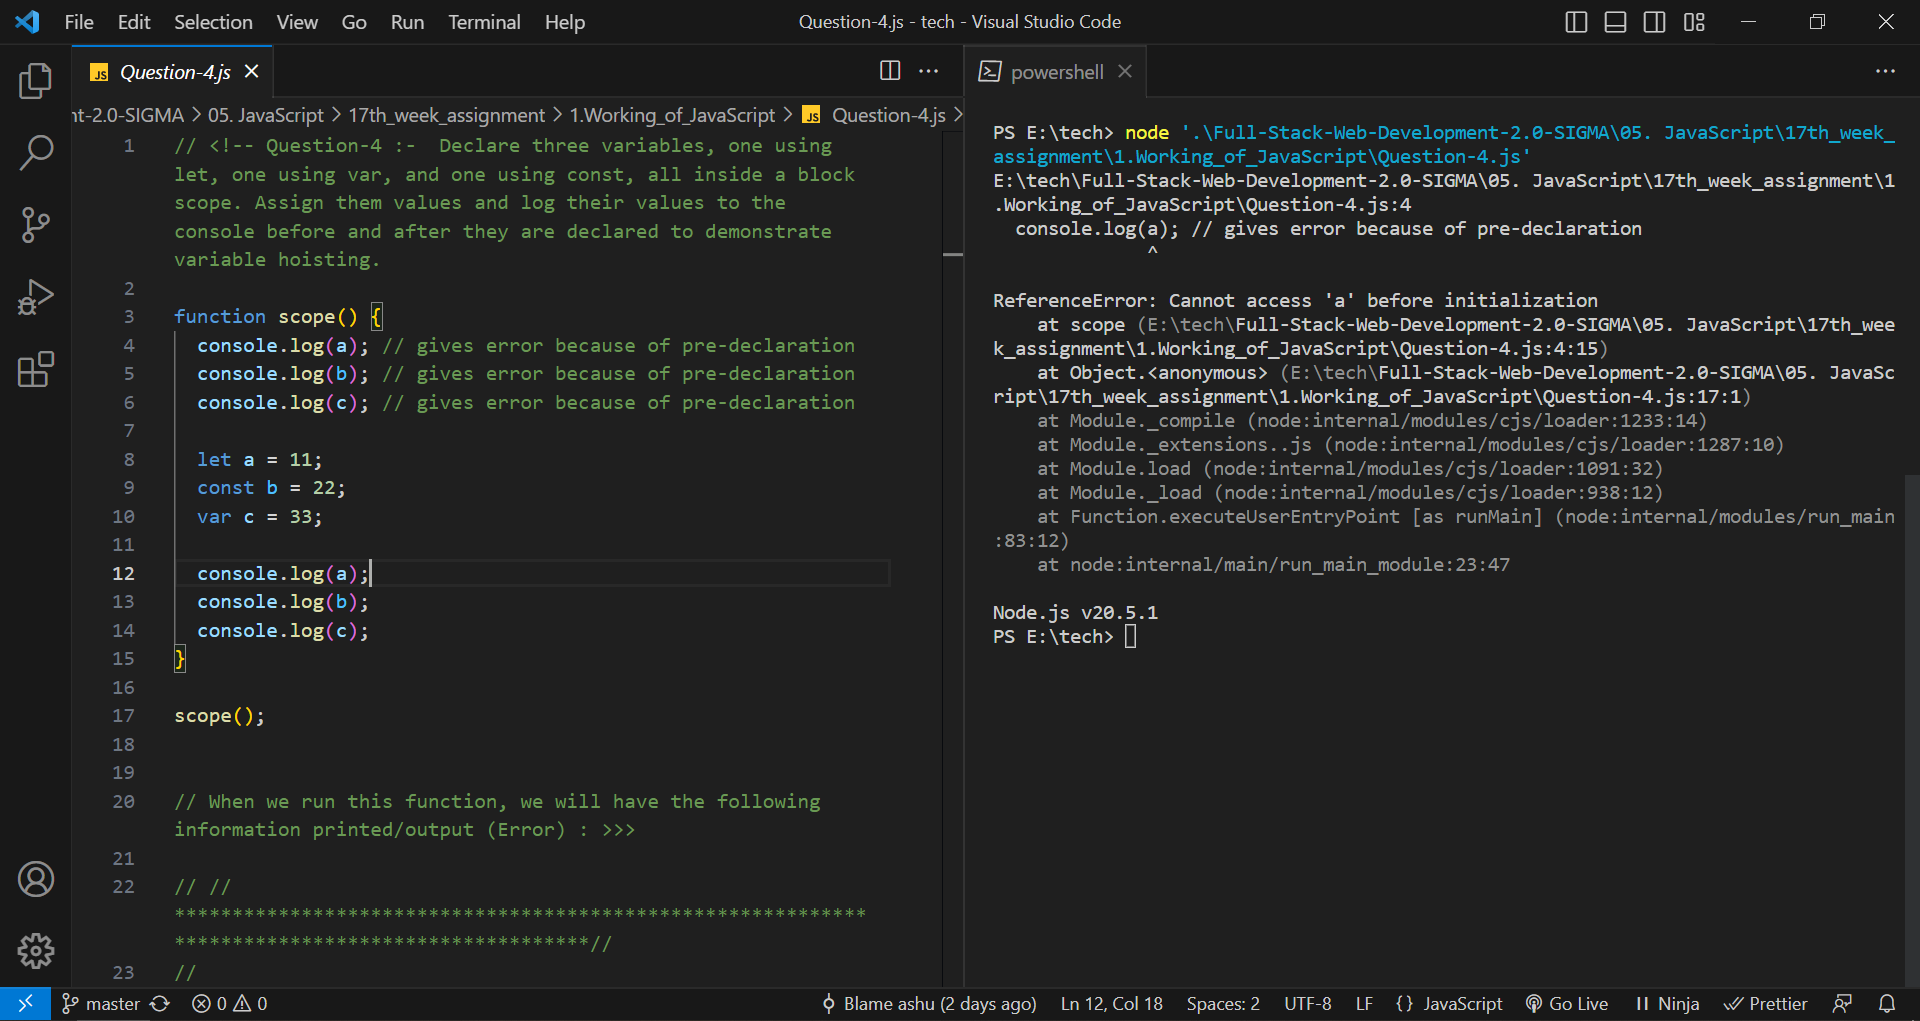 File Edit Selection View Go Run Terminal Help
Question-4.js - tech - Visual Studio Code
JS Question-4.js
nt-2.0-SIGMA > 05. JavaScript > 17th_week_assignment > 1.Working_of_JavaScript > JS Question-4.js >
1 // <!-- Question-4 :-  Declare three variables, one using
let, one using var, and one using const, all inside a block
scope. Assign them values and log their values to the
console before and after they are declared to demonstrate
variable hoisting.
2
3 function scope() {
4   console.log(a); // gives error because of pre-declaration
5   console.log(b); // gives error because of pre-declaration
6   console.log(c); // gives error because of pre-declaration
7
8   let a = 11;
9   const b = 22;
10   var c = 33;
11
12   console.log(a);
13   console.log(b);
14   console.log(c);
15 }
16
17 scope();
18
19
20 // When we run this function, we will have the following
information printed/output (Error) : >>>
21
22 // //
************************************************************
************************************//
23 //
powershell
PS E:\tech> node '.\Full-Stack-Web-Development-2.0-SIGMA\05. JavaScript\17th_week_
assignment\1.Working_of_JavaScript\Question-4.js'
E:\tech\Full-Stack-Web-Development-2.0-SIGMA\05. JavaScript\17th_week_assignment\1
.Working_of_JavaScript\Question-4.js:4
  console.log(a); // gives error because of pre-declaration
              ^
ReferenceError: Cannot access 'a' before initialization
    at scope (E:\tech\Full-Stack-Web-Development-2.0-SIGMA\05. JavaScript\17th_wee
k_assignment\1.Working_of_JavaScript\Question-4.js:4:15)
    at Object.<anonymous> (E:\tech\Full-Stack-Web-Development-2.0-SIGMA\05. JavaSc
ript\17th_week_assignment\1.Working_of_JavaScript\Question-4.js:17:1)
    at Module._compile (node:internal/modules/cjs/loader:1233:14)
    at Module._extensions..js (node:internal/modules/cjs/loader:1287:10)
    at Module.load (node:internal/modules/cjs/loader:1091:32)
    at Module._load (node:internal/modules/cjs/loader:938:12)
    at Function.executeUserEntryPoint [as runMain] (node:internal/modules/run_main
:83:12)
    at node:internal/main/run_main_module:23:47
Node.js v20.5.1
PS E:\tech>
master 0 0 Blame ashu (2 days ago) Ln 12, Col 18 Spaces: 2 UTF-8 LF {} JavaScript Go Live Ninja Prettier